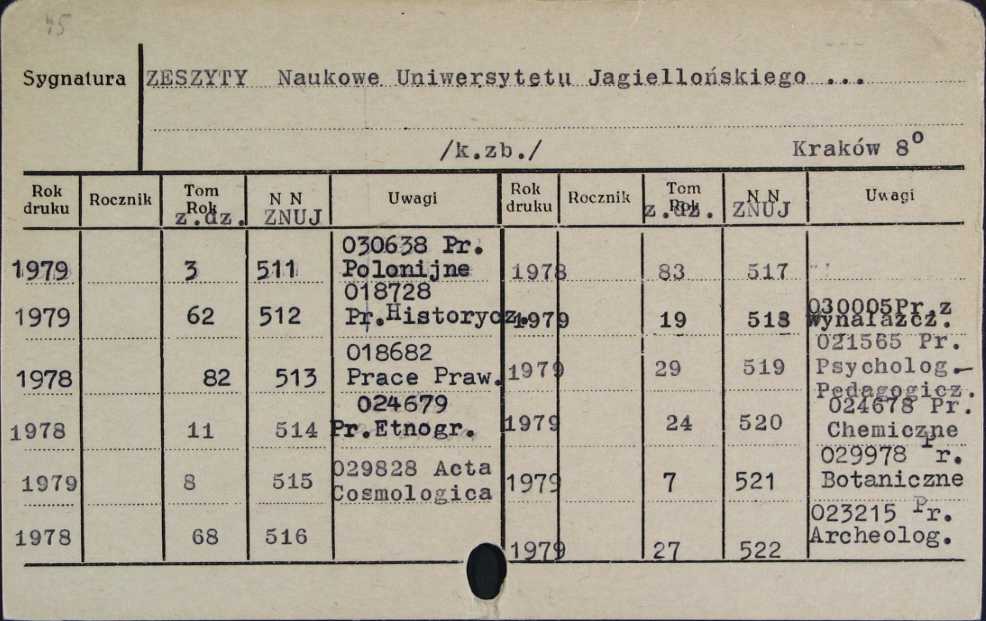 45
Sygnatura ZESZYTY Naukowe Uniwersytetu Jagiellońskiego ...
/k.zb./ Kraków 8º
Rok druku Rocznik Tom Rok z.dz. N N ZNUJ Uwagi Rok druku Rocznik Tom Rok z.dz. N N ZNUJ Uwagi
1979 3 511 030638 Pr. Polonijne 1978 83 517
1979 62 512 018728 Pr.Historycz. 1979 19 518 030005Pr.z Wynalazcz.
1978 82 513 018682 Prace Praw. 1979 29 519 021565 Pr. Psycholog.- Pedagogicz.
1978 11 514 024679 Pr.Etnogr. 1979 24 520 024678 Pr. Chemiczne
1979 8 515 029828 Acta Cosmologica 1979 7 521 029978 Pr. Botaniczne
1978 68 516 1979 27 522 023215 Pr. Archeolog.